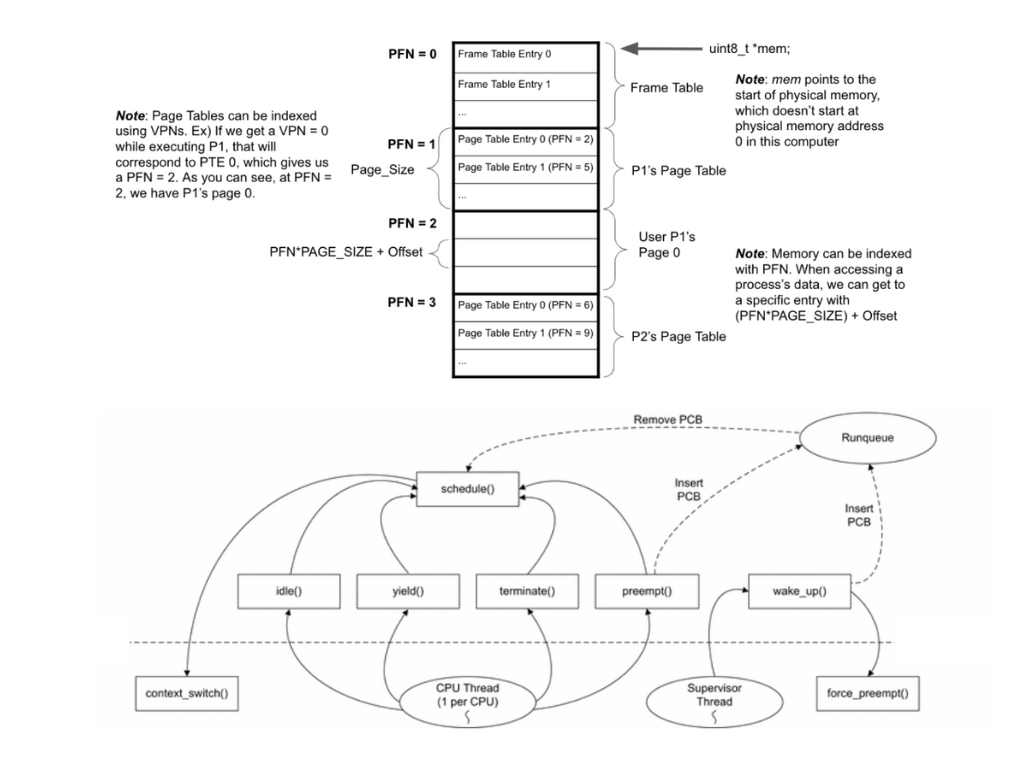 PFN = 0
Frame Table Entry 0
uint8_t *mem;
Frame Table Entry 1
...
Frame Table
Note: mem points to the
start of physical memory,
which doesn't start at
physical memory address
0 in this computer
Note: Page Tables can be indexed
using VPNs. Ex) If we get a VPN = 0
while executing P1, that will
correspond to PTE 0, which gives us
a PFN = 2. As you can see, at PFN =
2, we have P1's page 0.
PFN = 1
Page_Size
Page Table Entry 0 (PFN = 2)
Page Table Entry 1 (PFN = 5)
...
P1's Page Table
PFN = 2
PFN*PAGE_SIZE + Offset
User P1's
Page 0
Note: Memory can be indexed
with PFN. When accessing a
process's data, we can get to
a specific entry with
(PFN*PAGE_SIZE) + Offset
PFN = 3
Page Table Entry 0 (PFN = 6)
Page Table Entry 1 (PFN = 9)
...
P2's Page Table
Remove PCB
Runqueue
schedule()
Insert
PCB
Insert
PCB
idle()
yield()
terminate()
preempt()
wake_up()
context_switch()
CPU Thread
(1 per CPU)
Supervisor
Thread
force_preempt()